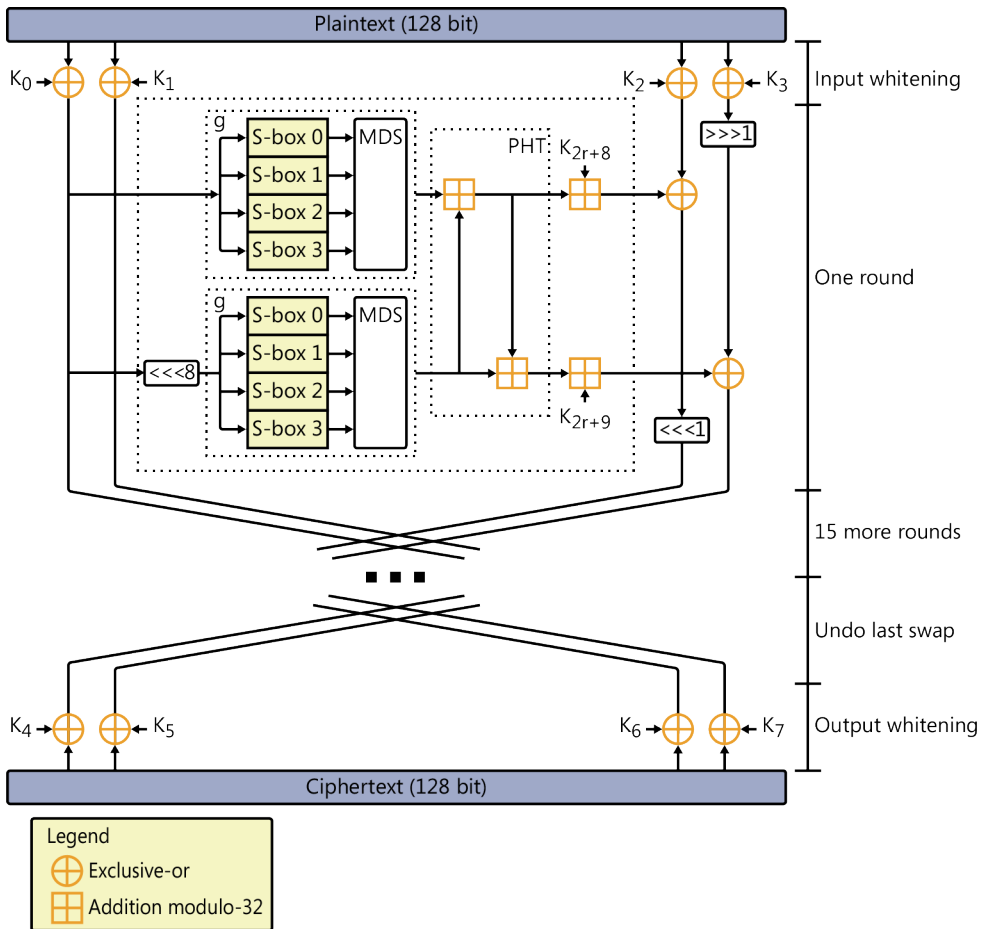 Plaintext (128 bit)
K0
K1
K2
K3
Input whitening
>>>1
g
S-box 0
S-box 1
S-box 2
S-box 3
MDS
PHT
K2r+8
One round
g
S-box 0
S-box 1
S-box 2
S-box 3
MDS
<<<8
K2r+9
<<<1
15 more rounds
Undo last swap
K4
K5
K6
K7
Output whitening
Ciphertext (128 bit)
Legend
Exclusive-or
Addition modulo-32